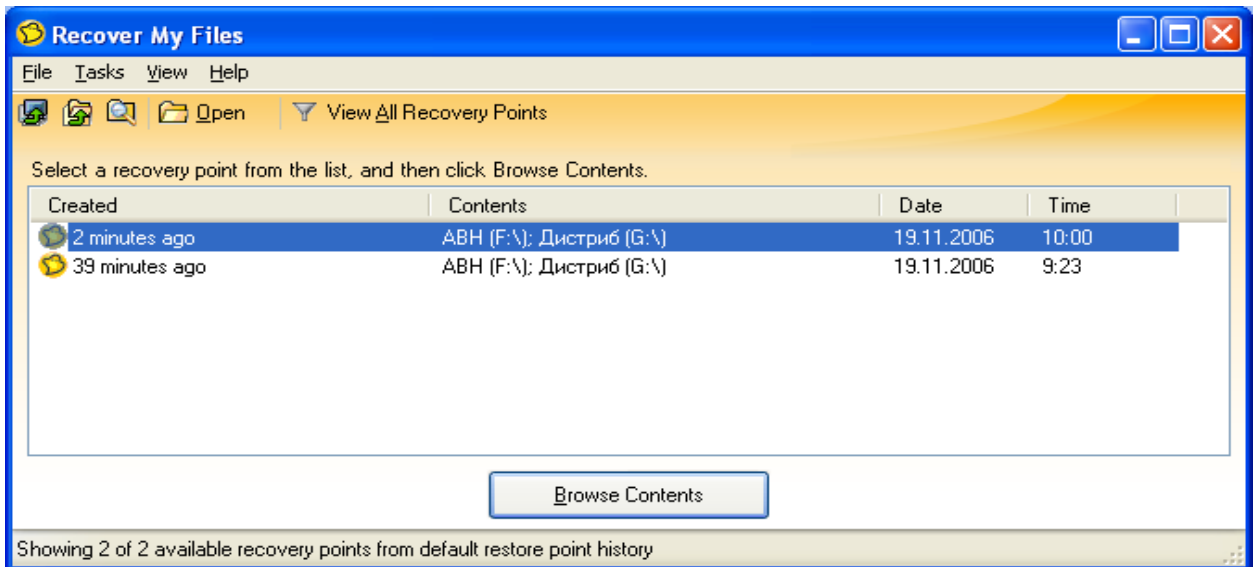 Recover My Files
File Tasks View Help
Open View All Recovery Points
Select a recovery point from the list, and then click Browse Contents.
Created Contents Date Time
2 minutes ago ABH (F:\); Дистриб (G:\) 19.11.2006 10:00
39 minutes ago ABH (F:\); Дистриб (G:\) 19.11.2006 9:23
Browse Contents
Showing 2 of 2 available recovery points from default restore point history